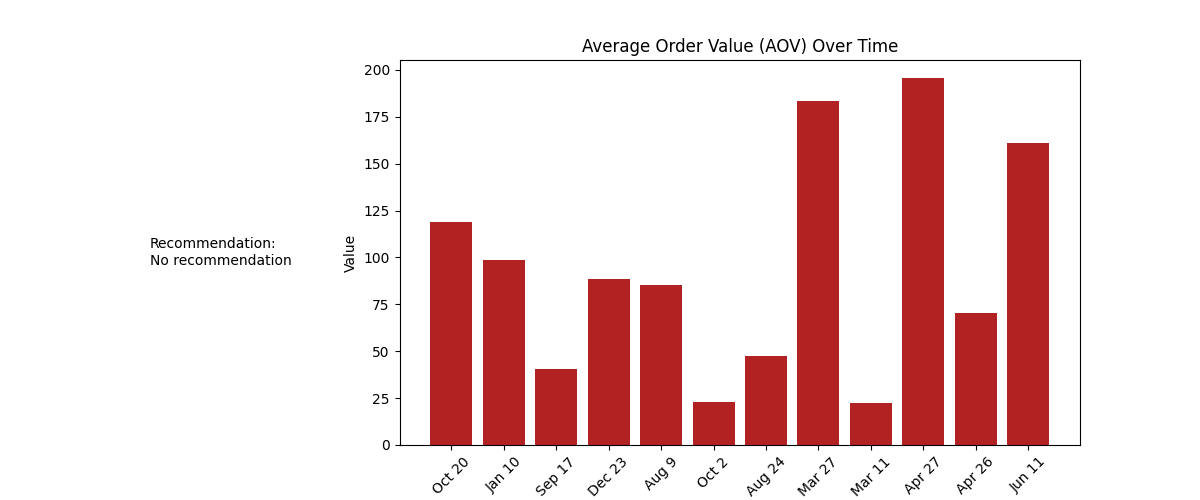 Average Order Value (AOV) Over Time
Recommendation:
No recommendation
Value
200
175
150
125
100
75
50
25
0
Oct 20
Jan 10
Sep 17
Dec 23
Aug 9
Oct 2
Aug 24
Mar 27
Mar 11
Apr 27
Apr 26
Jun 11